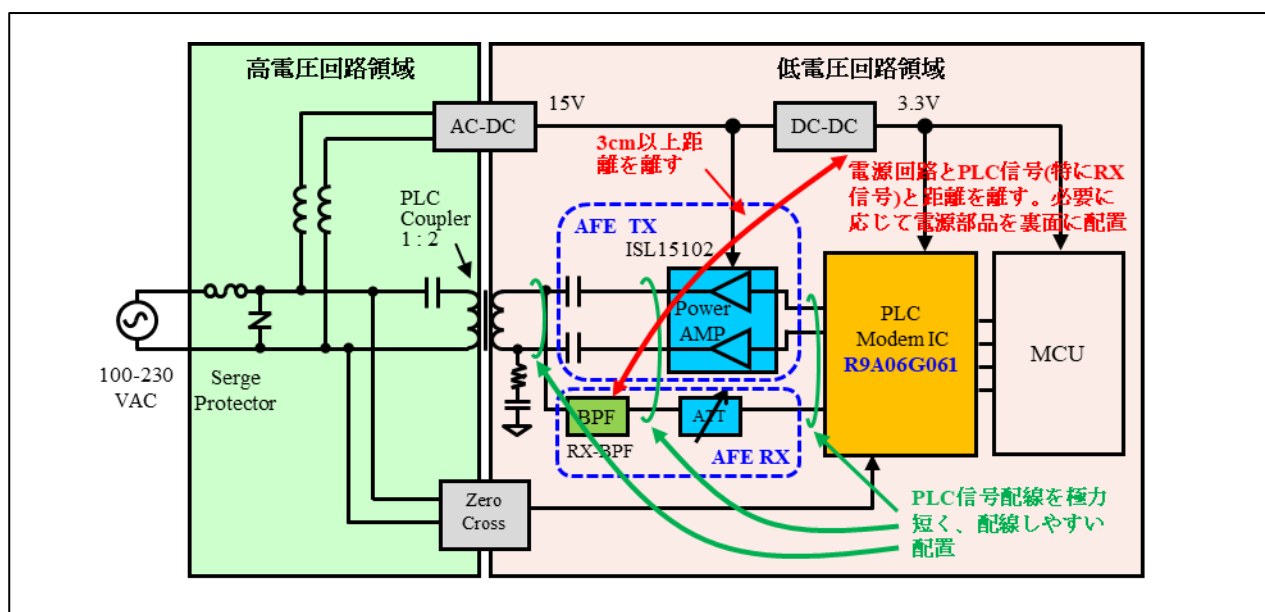 高電圧回路領域
低電圧回路領域
AC-DC
15V
DC-DC
3.3V
3cm以上距
離を離す
電源回路とPLC信号(特にRX
信号)と距離を離す。必要に
応じて電源部品を裏面に配置
PLC
Coupler
1 : 2
AFE TX
ISL15102
Power
AMP
PLC
Modem IC
R9A06G061
MCU
100-230
VAC
Serge
Protector
BPF
RX-BPF
ATT
AFE RX
Zero
Cross
PLC信号配線を極力
短く、配線しやすい
配置